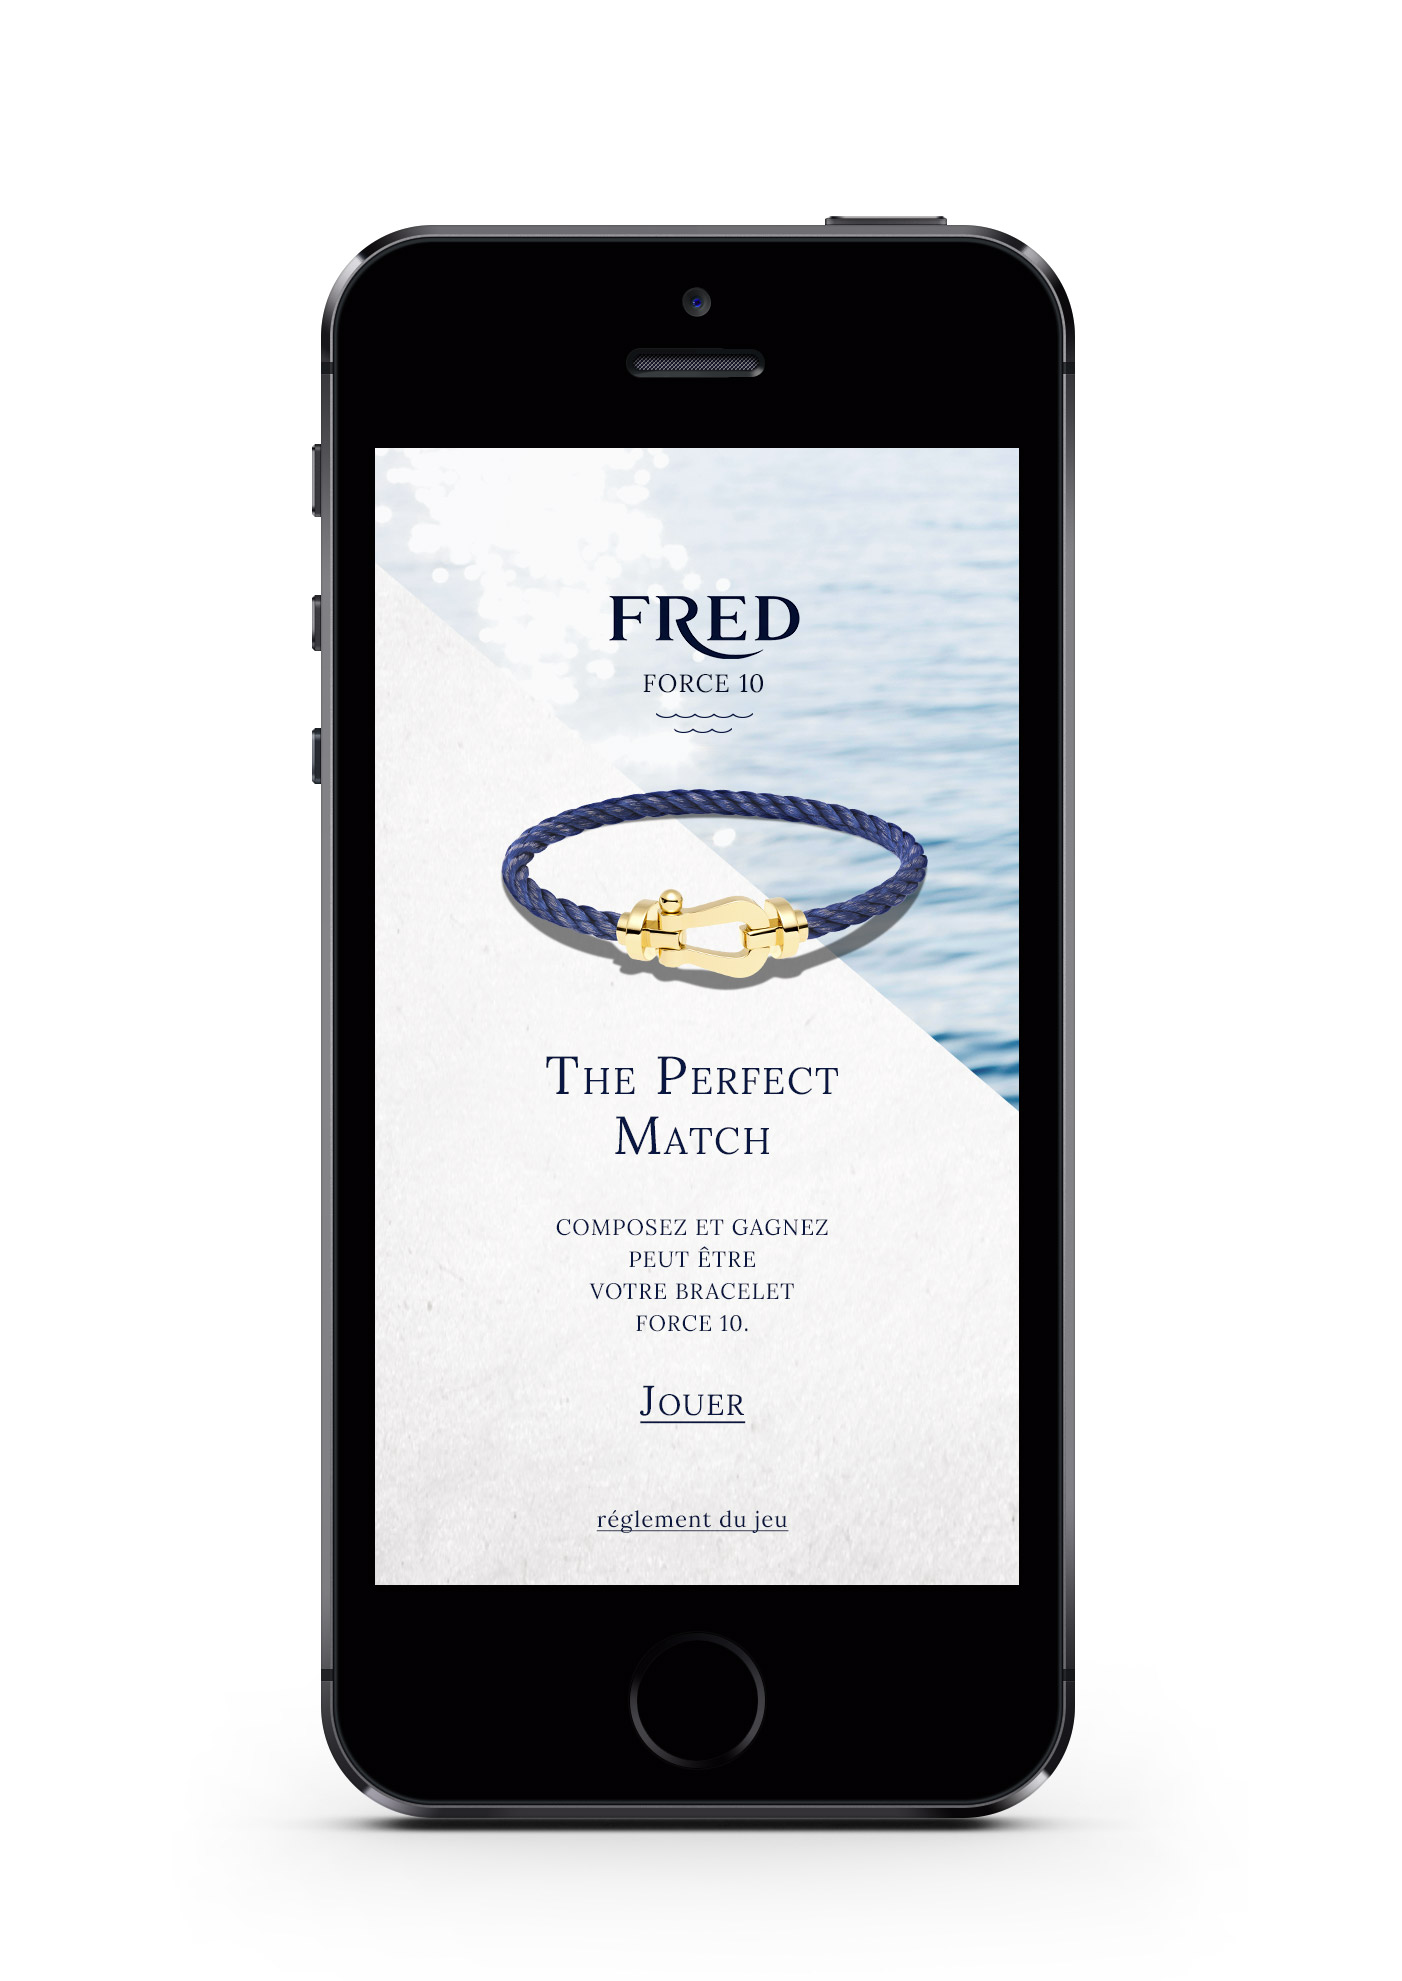 FRED
FORCE 10
The Perfect
Match
COMPOSEZ ET GAGNEZ
PEUT ÊTRE
VOTRE BRACELET
FORCE 10.
Jouer
réglement du jeu